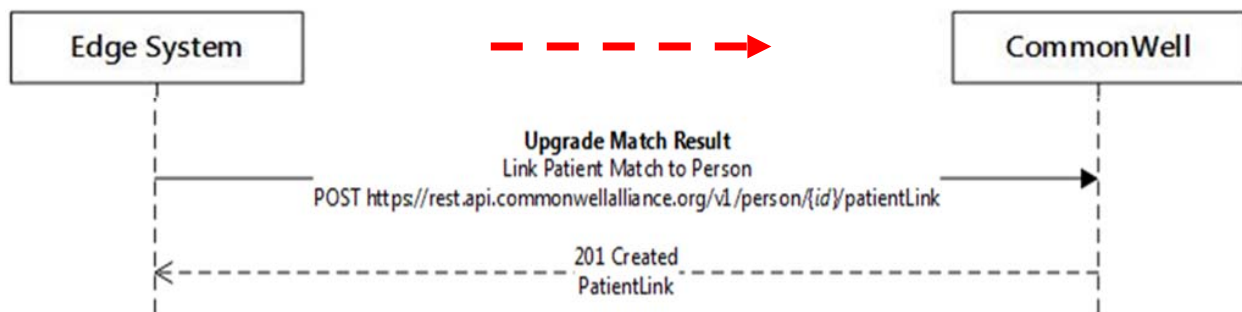 Edge System
CommonWell
Upgrade Match Result
Link Patient Match to Person
POST https://rest.api.commonwellalliance.org/v1/person/{id}/patientLink
201 Created
PatientLink